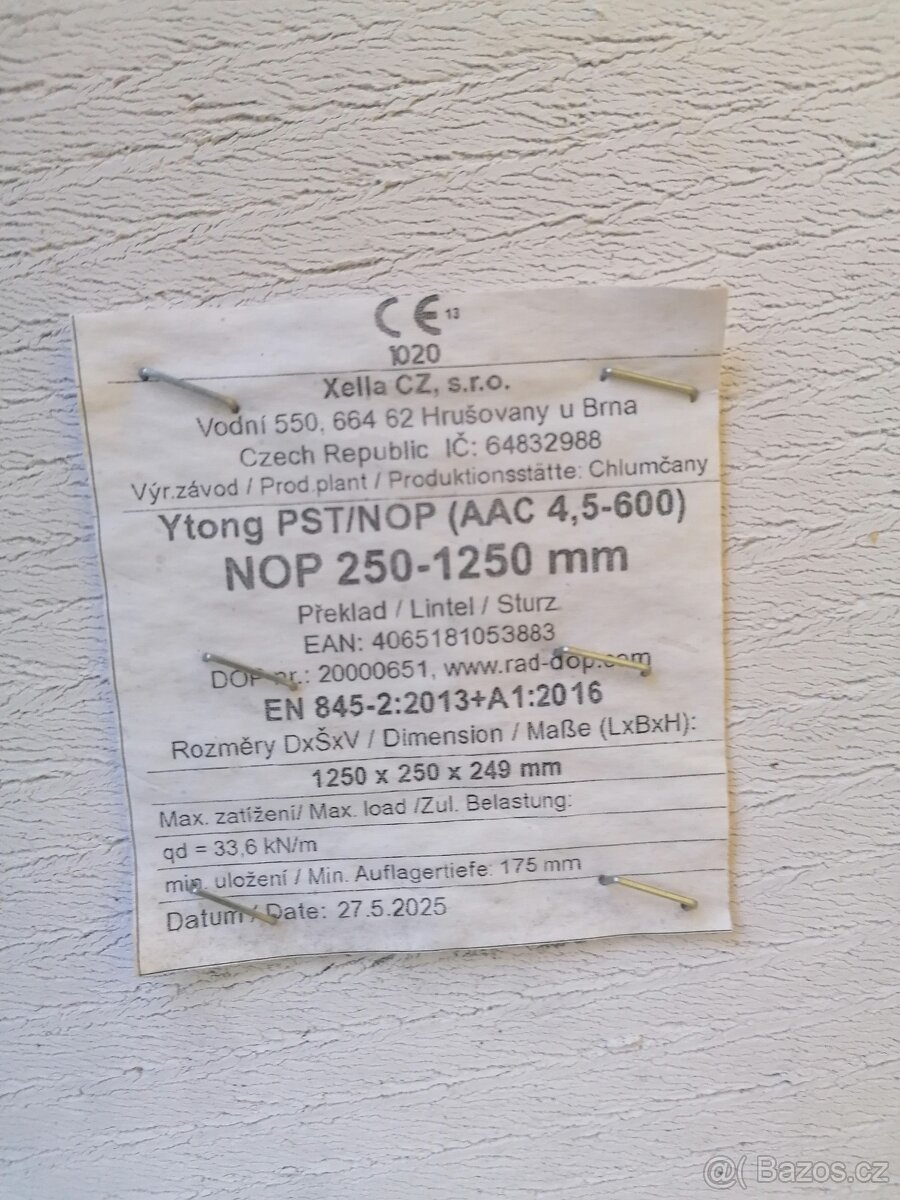 CE 13
1020
Xella CZ, s.r.o.
Vodní 550, 664 62 Hrušovany u Brna
Czech Republic IČ: 64832988
Výr.závod / Prod.plant / Produktionsstätte: Chlumčany
Ytong PST/NOP (AAC 4,5-600)
NOP 250-1250 mm
Překlad / Lintel / Sturz
EAN: 4065181053883
DOP nr.: 20000651, www.rad-dop.com
EN 845-2:2013+A1:2016
Rozměry DxŠxV / Dimension / Maße (LxBxH):
1250 x 250 x 249 mm
Max. zatížení/ Max. load /Zul. Belastung:
qd = 33,6 kN/m
min. uložení / Min. Auflagertiefe: 175 mm
Datum / Date: 27.5.2025
@( Bazos.cz